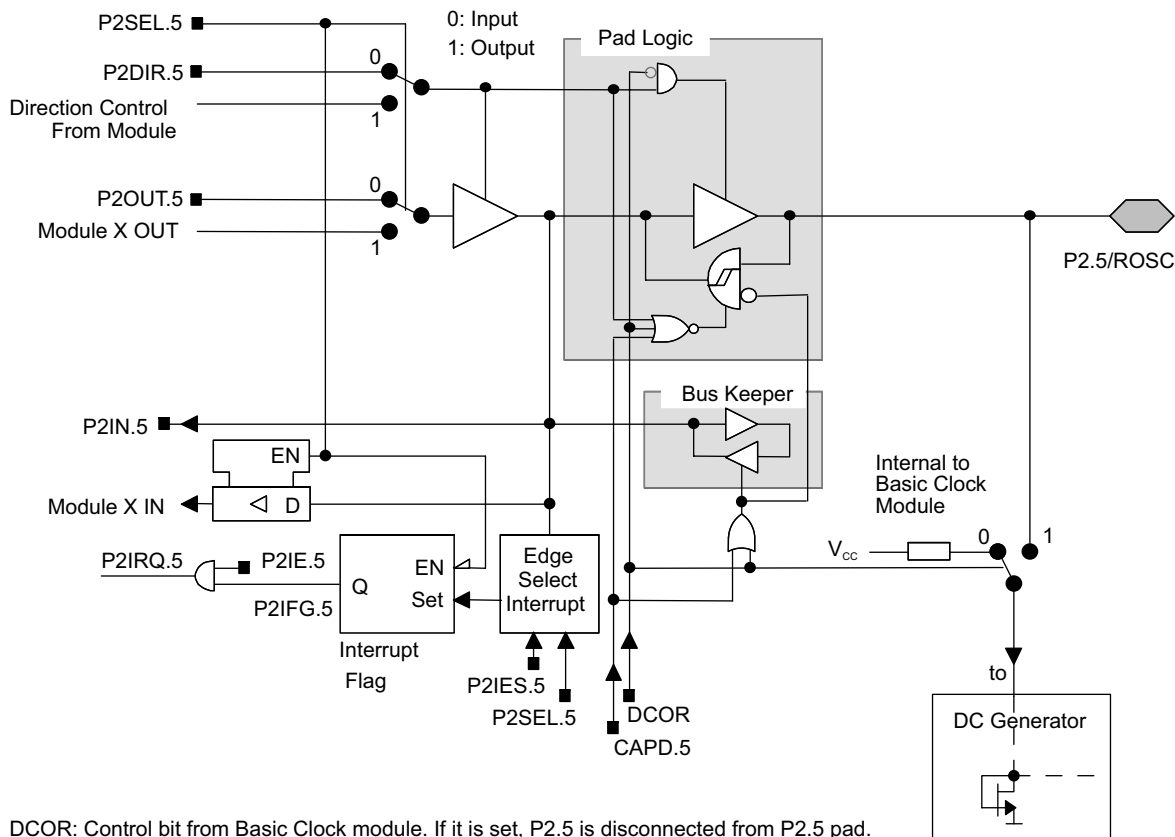 P2SEL.5
0: Input
1: Output
Pad Logic
P2DIR.5
0
Direction Control
From Module
1
P2OUT.5
0
Module X OUT
1
P2.5/ROSC
Bus Keeper
P2IN.5
EN
Internal to
Basic Clock
Module
Module X IN
D
0
1
VCC
P2IRQ.5
P2IE.5
EN
Edge
Select
Interrupt
Q
Set
P2IFG.5
Interrupt
Flag
P2IES.5
P2SEL.5
DCOR
CAPD.5
to
DC Generator
DCOR: Control bit from Basic Clock module. If it is set, P2.5 is disconnected from P2.5 pad.